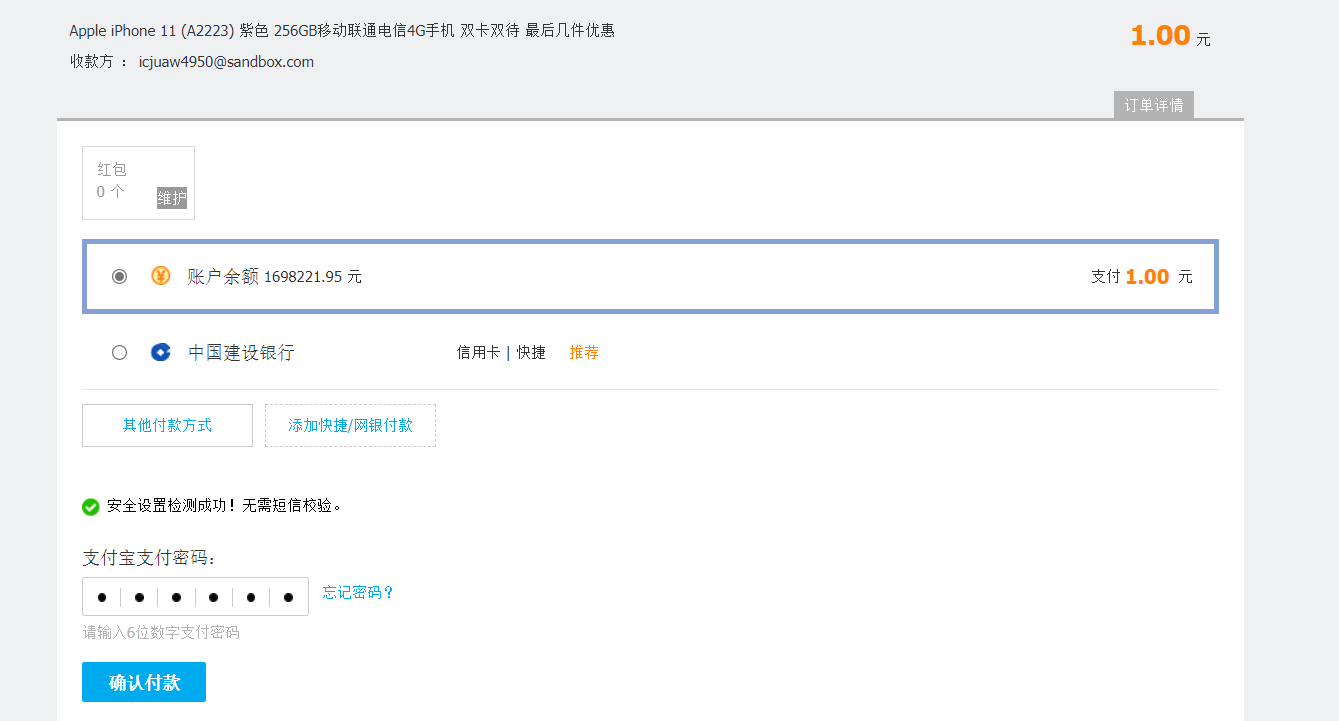 Apple iPhone 11 (A2223) 紫色 256GB移动联通电信4G手机 双卡双待 最后几件优惠
1.00 元
收款方 : icjuaw4950@sandbox.com
订单详情
红包
0 个
维护
账户余额 1698221.95 元
支付 1.00 元
中国建设银行
信用卡 | 快捷 推荐
其他付款方式
添加快捷/网银付款
安全设置检测成功！无需短信校验。
支付宝支付密码：
忘记密码？
请输入6位数字支付密码
确认付款